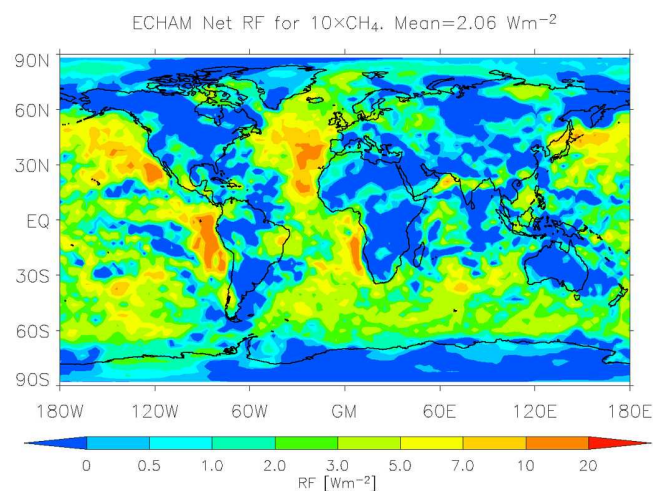 ECHAM Net RF for 10×CH₄. Mean=2.06 Wm⁻²
90N
60N
30N
EQ
30S
60S
90S
180W 120W 60W GM 60E 120E 180E
0 0.5 1.0 2.0 3.0 5.0 7.0 10 20
RF [Wm⁻²]